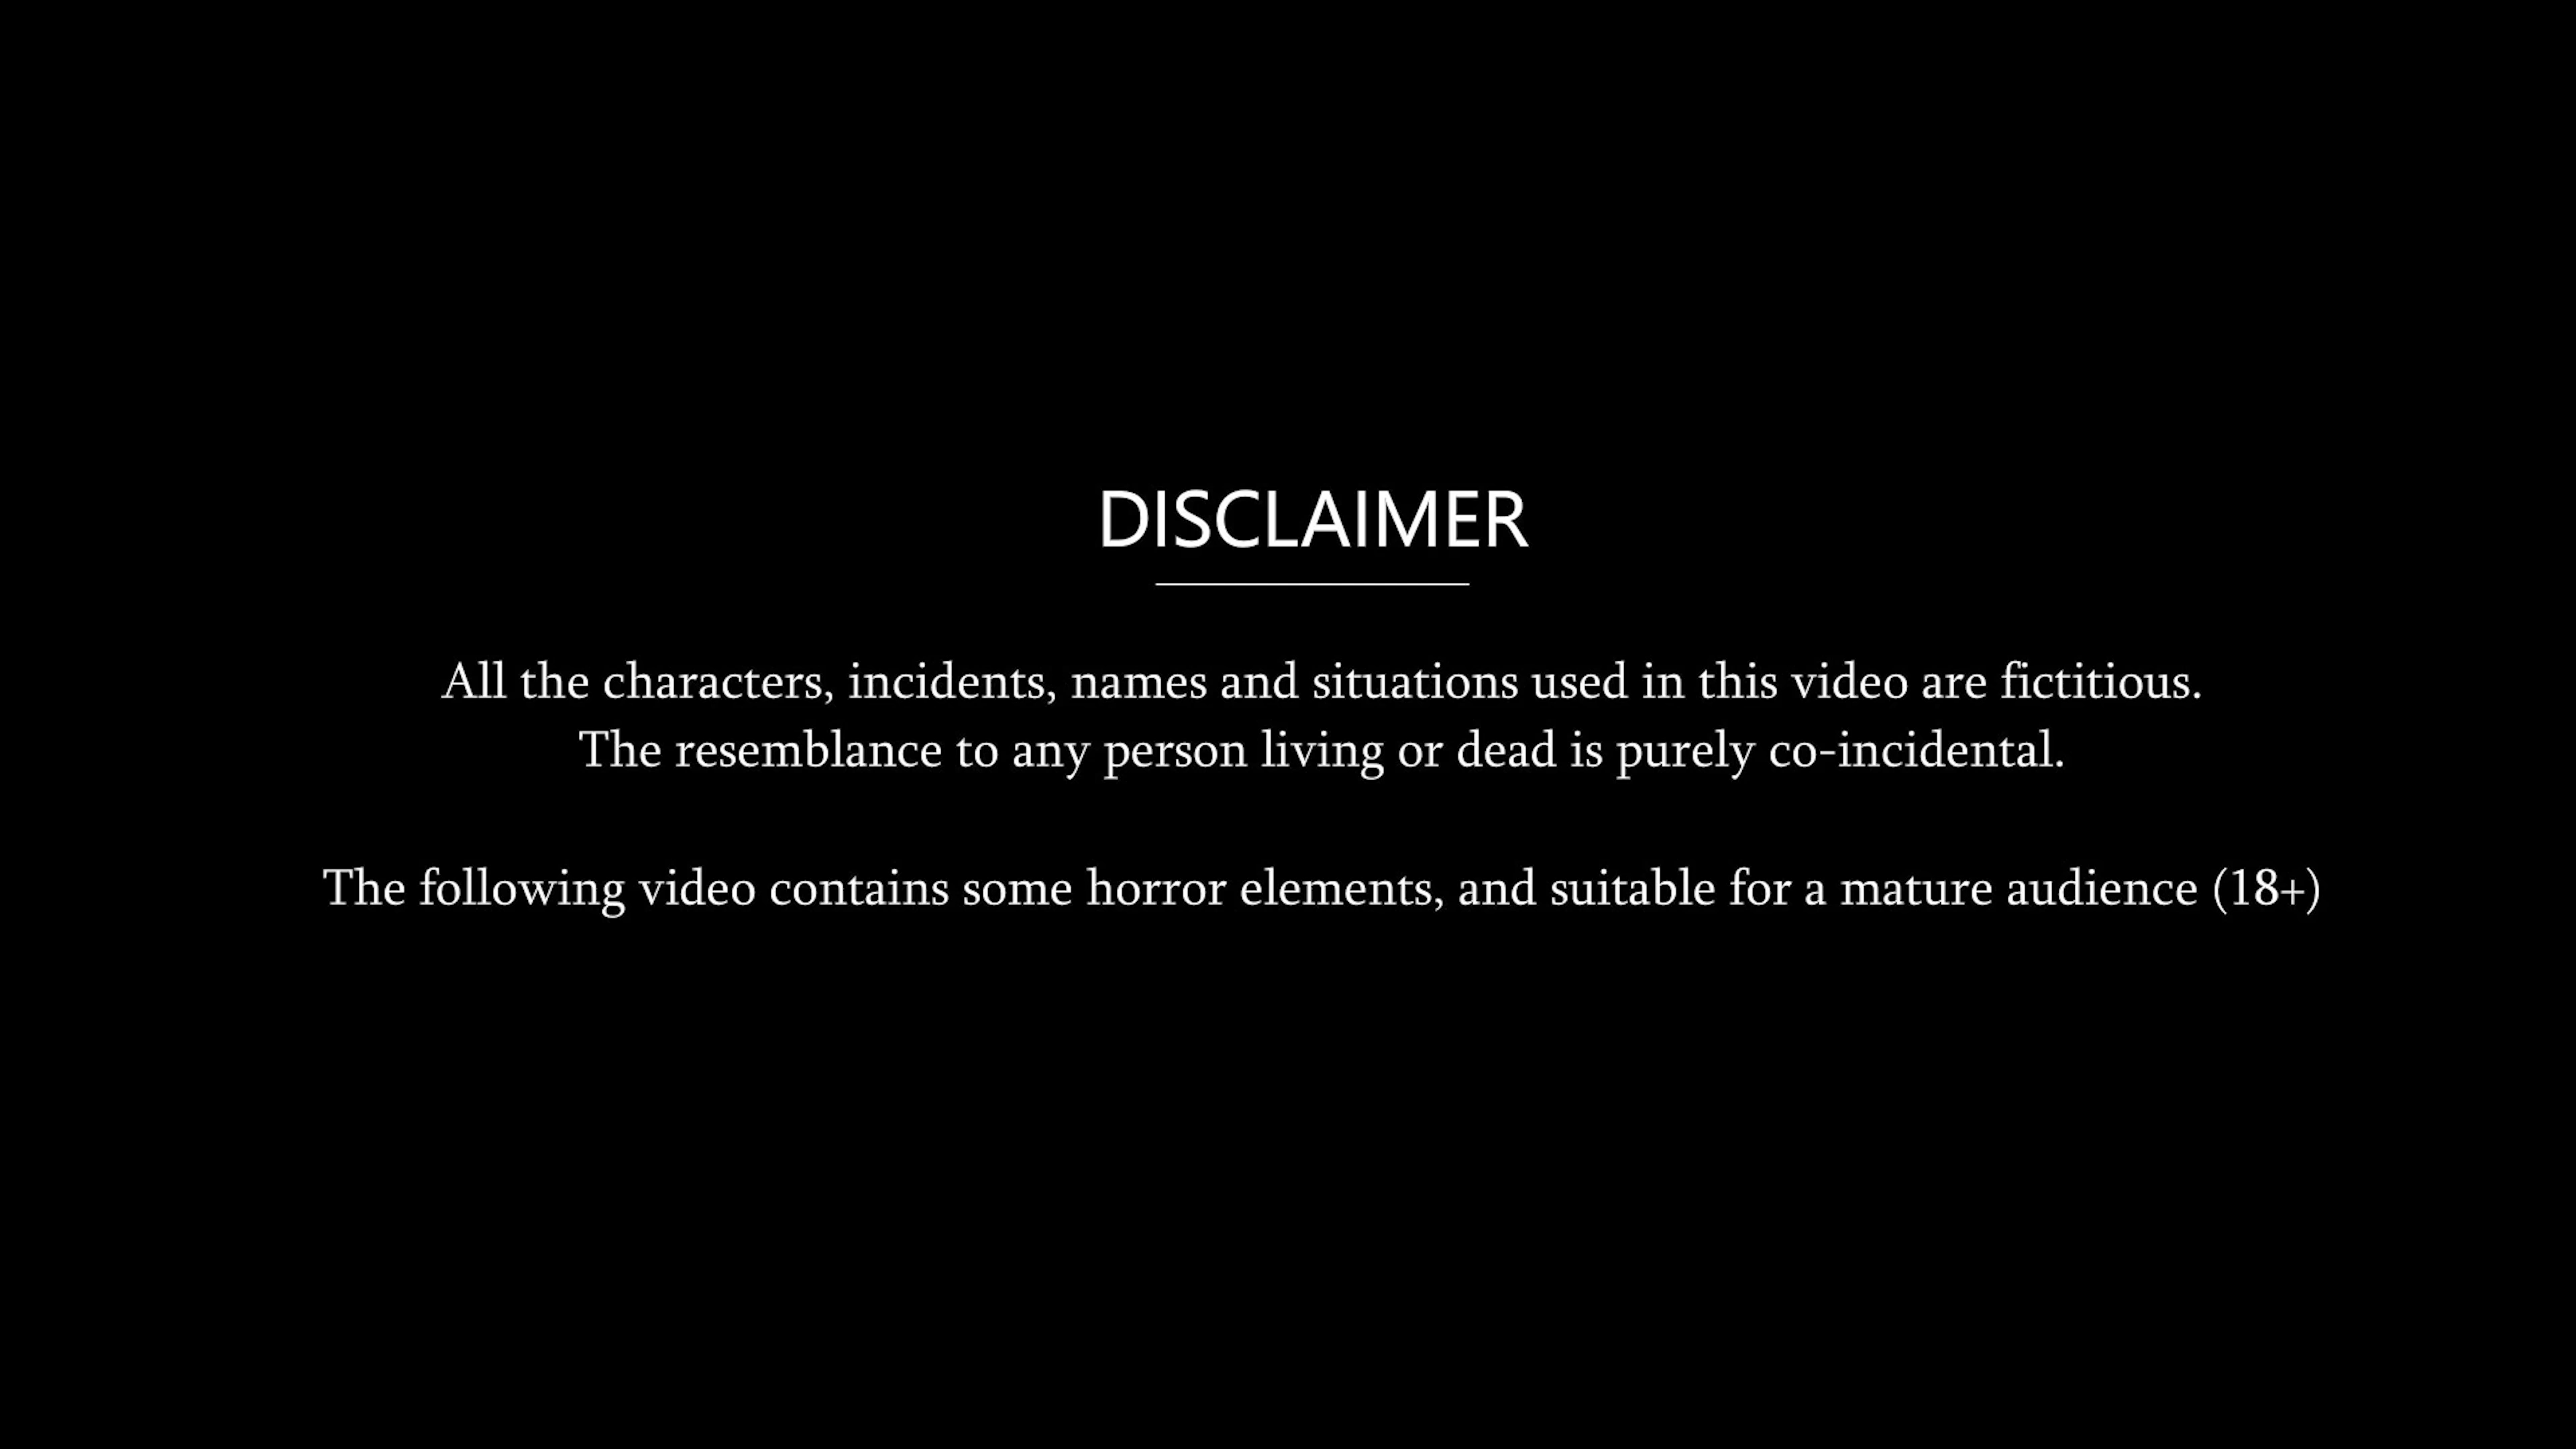 DISCLAIMER
All the characters, incidents, names and situations used in this video are fictitious.
The resemblance to any person living or dead is purely co-incidental.
The following video contains some horror elements, and suitable for a mature audience (18+)